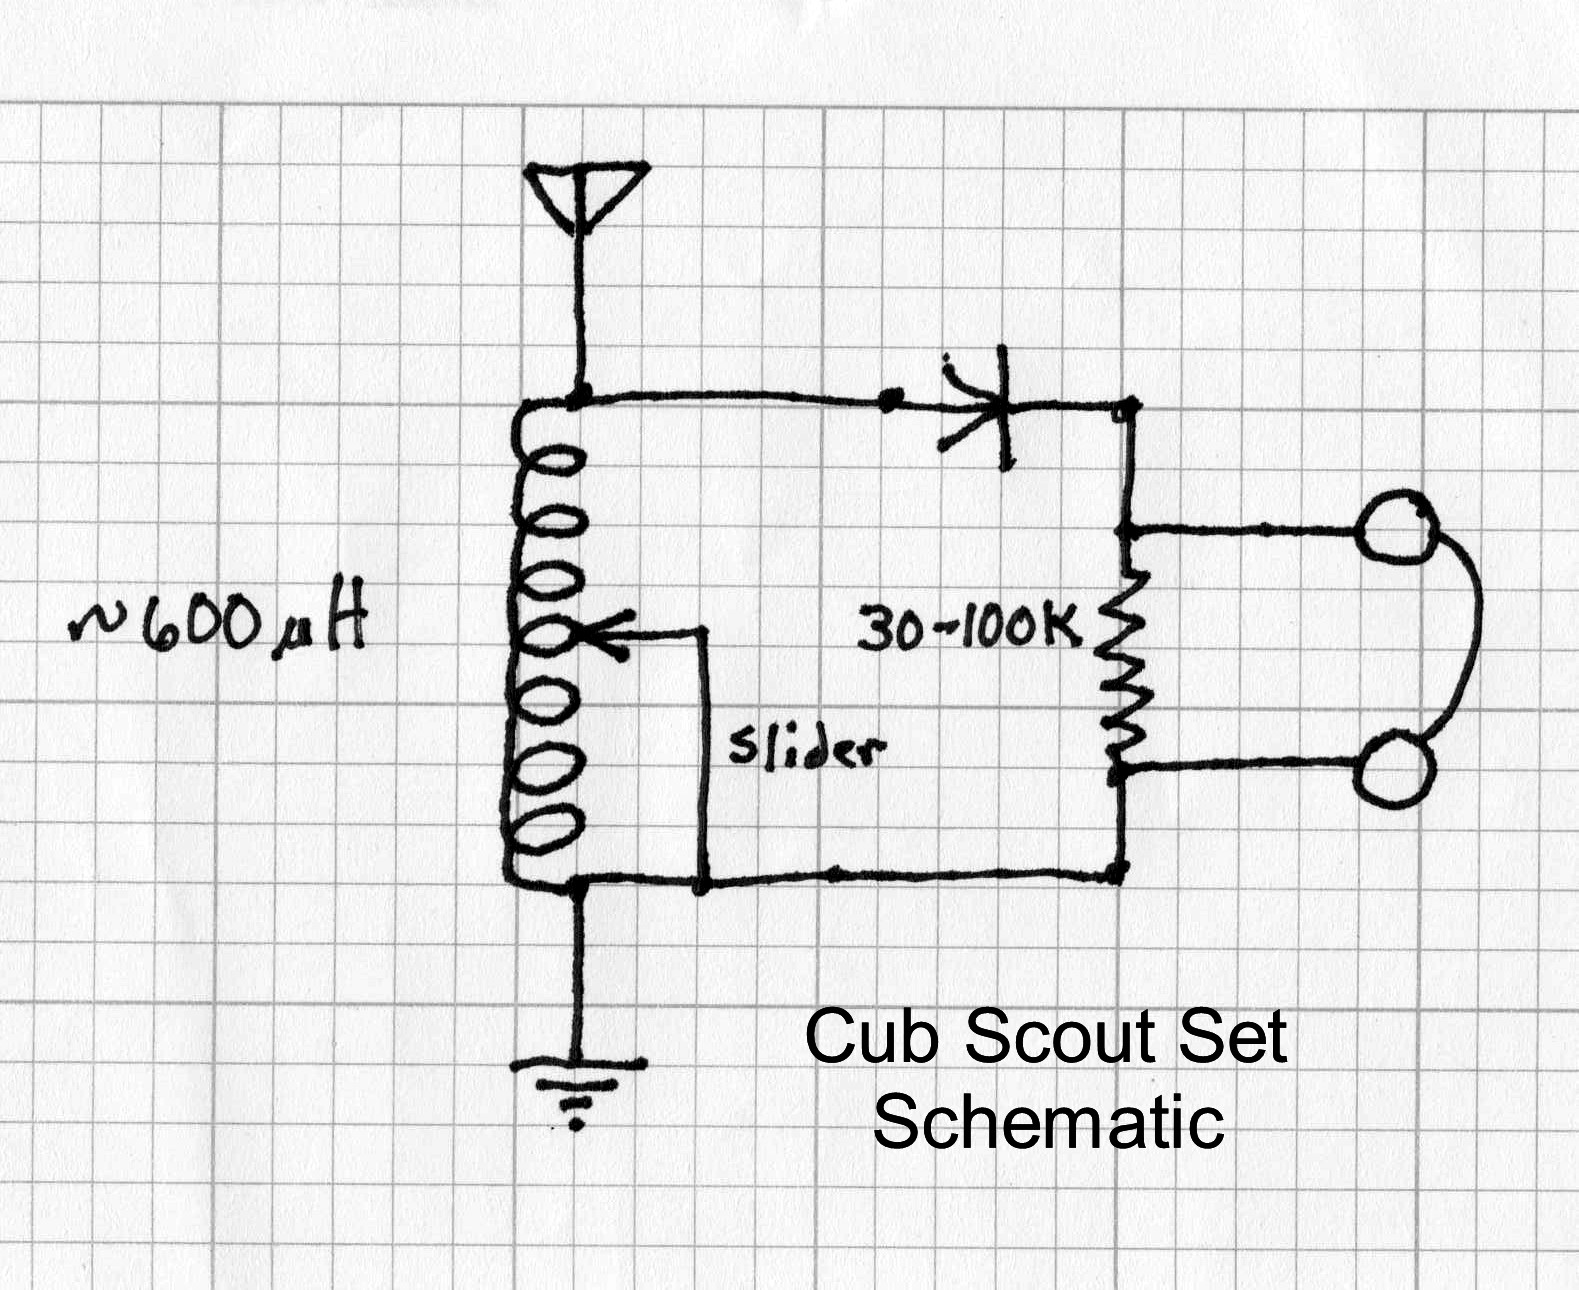 ~600µH
30-100K
slider
Cub Scout Set
Schematic